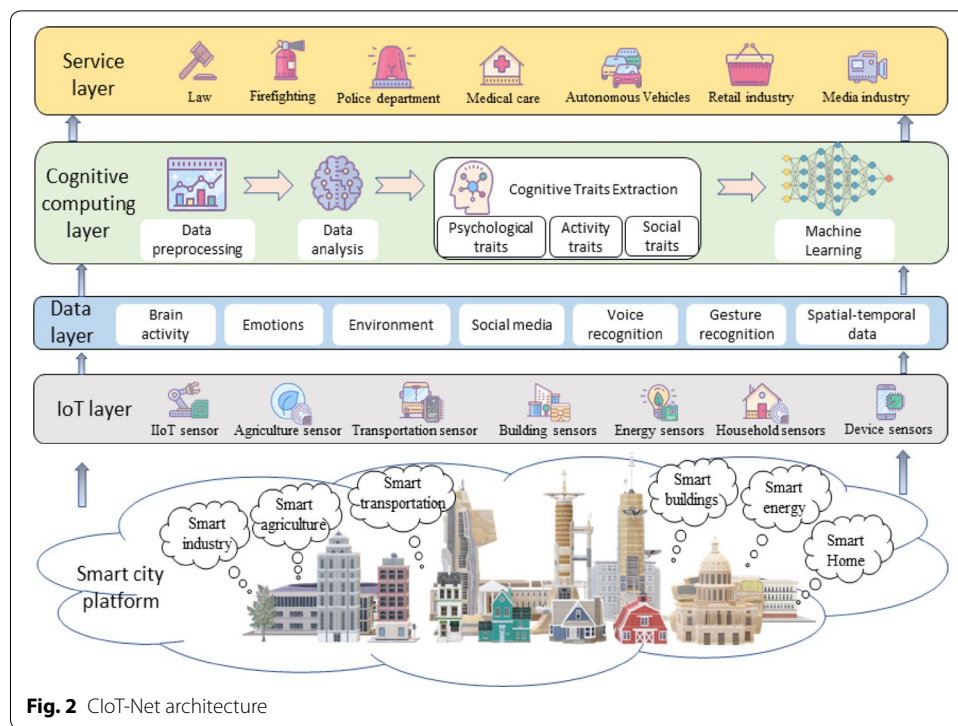 Service
layer
Law
Firefighting
Police department
Medical care
Autonomous Vehicles
Retail industry
Media industry
Cognitive
computing
layer
Data
preprocessing
Data
analysis
Cognitive Traits Extraction
Psychological
traits
Activity
traits
Social
traits
Machine
Learning
Data
layer
Brain
activity
Emotions
Environment
Social media
Voice
recognition
Gesture
recognition
Spatial-temporal
data
IoT layer
IIoT sensor
Agriculture sensor
Transportation sensor
Building sensors
Energy sensors
Household sensors
Device sensors
Smart city
platform
Smart
industry
Smart
agriculture
Smart
transportation
Smart
buildings
Smart
energy
Smart
Home
Fig. 2 CIoT-Net architecture